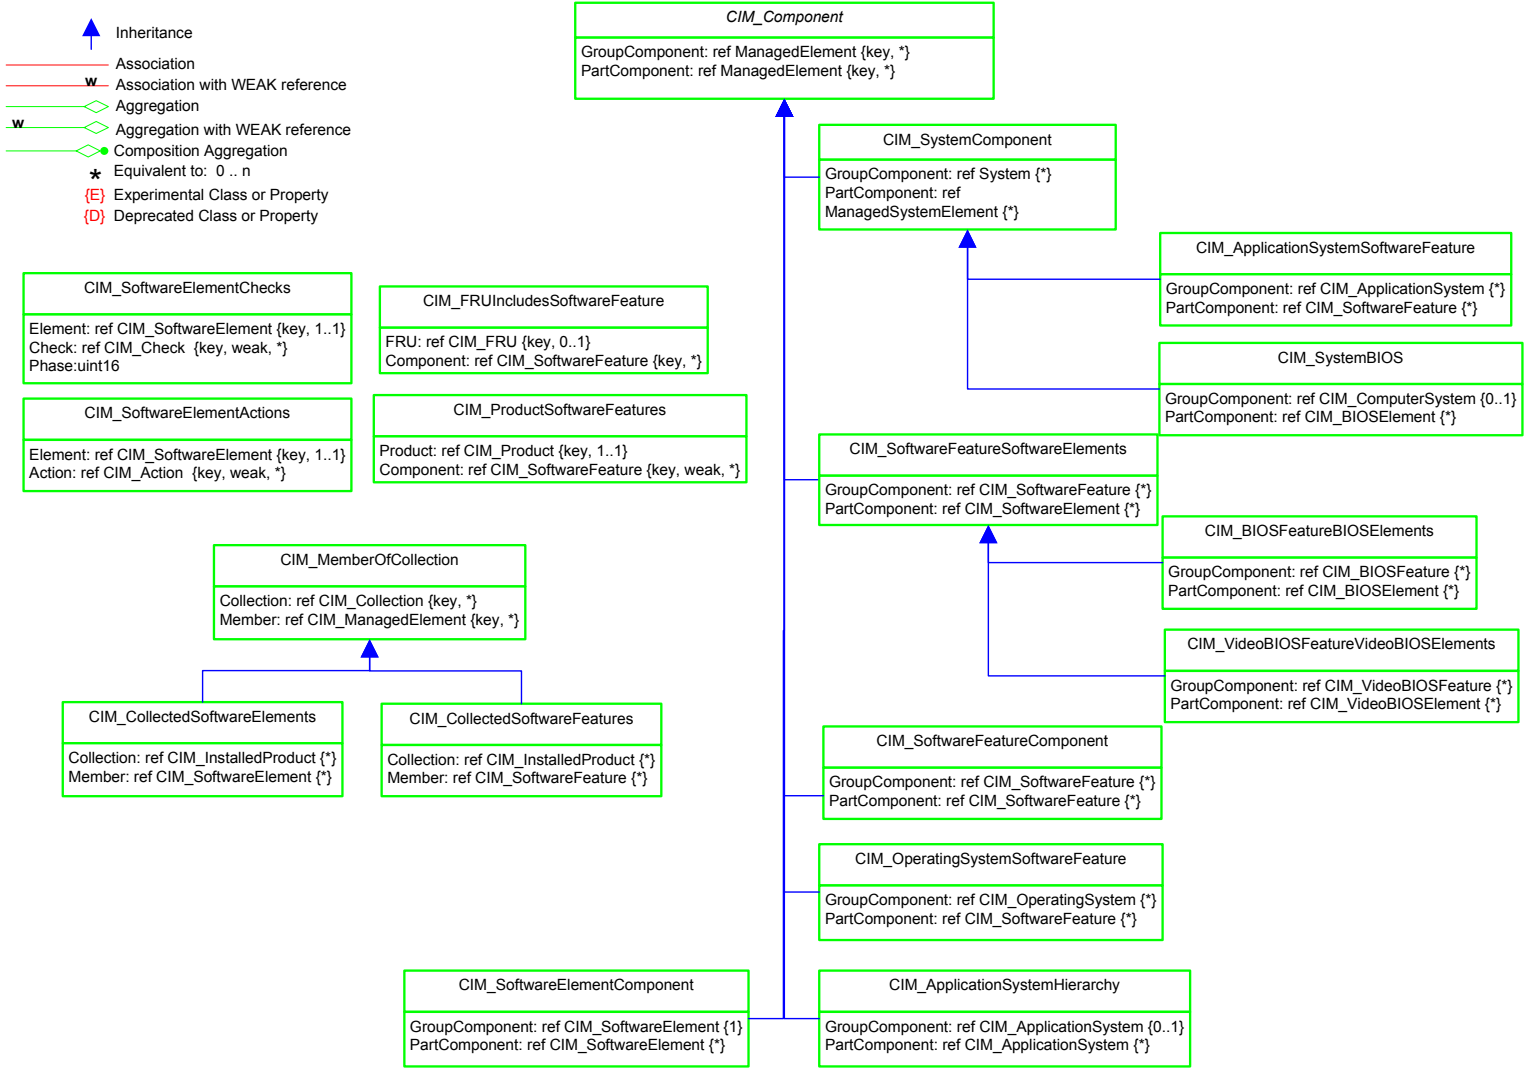 Inheritance
Association
w
Association with WEAK reference
Aggregation
w
Aggregation with WEAK reference
Composition Aggregation
* Equivalent to: 0 .. n
{E} Experimental Class or Property
{D} Deprecated Class or Property
CIM_Component
GroupComponent: ref ManagedElement {key, *}
PartComponent: ref ManagedElement {key, *}
CIM_SystemComponent
GroupComponent: ref System {*}
PartComponent: ref
ManagedSystemElement {*}
CIM_ApplicationSystemSoftwareFeature
GroupComponent: ref CIM_ApplicationSystem {*}
PartComponent: ref CIM_SoftwareFeature {*}
CIM_SystemBIOS
GroupComponent: ref CIM_ComputerSystem {0..1}
PartComponent: ref CIM_BIOSElement {*}
CIM_SoftwareElementChecks
Element: ref CIM_SoftwareElement {key, 1..1}
Check: ref CIM_Check {key, weak, *}
Phase:uint16
CIM_FRUIncludesSoftwareFeature
FRU: ref CIM_FRU {key, 0..1}
Component: ref CIM_SoftwareFeature {key, *}
CIM_SoftwareElementActions
Element: ref CIM_SoftwareElement {key, 1..1}
Action: ref CIM_Action {key, weak, *}
CIM_ProductSoftwareFeatures
Product: ref CIM_Product {key, 1..1}
Component: ref CIM_SoftwareFeature {key, weak, *}
CIM_SoftwareFeatureSoftwareElements
GroupComponent: ref CIM_SoftwareFeature {*}
PartComponent: ref CIM_SoftwareElement {*}
CIM_BIOSFeatureBIOSElements
GroupComponent: ref CIM_BIOSFeature {*}
PartComponent: ref CIM_BIOSElement {*}
CIM_VideoBIOSFeatureVideoBIOSElements
GroupComponent: ref CIM_VideoBIOSFeature {*}
PartComponent: ref CIM_VideoBIOSElement {*}
CIM_MemberOfCollection
Collection: ref CIM_Collection {key, *}
Member: ref CIM_ManagedElement {key, *}
CIM_CollectedSoftwareElements
Collection: ref CIM_InstalledProduct {*}
Member: ref CIM_SoftwareElement {*}
CIM_CollectedSoftwareFeatures
Collection: ref CIM_InstalledProduct {*}
Member: ref CIM_SoftwareFeature {*}
CIM_SoftwareFeatureComponent
GroupComponent: ref CIM_SoftwareFeature {*}
PartComponent: ref CIM_SoftwareFeature {*}
CIM_OperatingSystemSoftwareFeature
GroupComponent: ref CIM_OperatingSystem {*}
PartComponent: ref CIM_SoftwareFeature {*}
CIM_SoftwareElementComponent
GroupComponent: ref CIM_SoftwareElement {1}
PartComponent: ref CIM_SoftwareElement {*}
CIM_ApplicationSystemHierarchy
GroupComponent: ref CIM_ApplicationSystem {0..1}
PartComponent: ref CIM_ApplicationSystem {*}